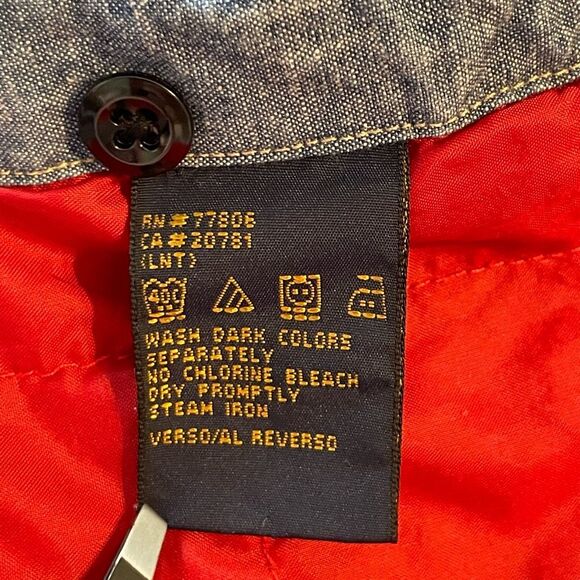 RN#77806
CA#20781
(LNT)
40C
WASH DARK COLORS
SEPARATELY
NO CHLORINE BLEACH
DRY PROMPTLY
STEAM IRON
VERSO/AL REVERSO